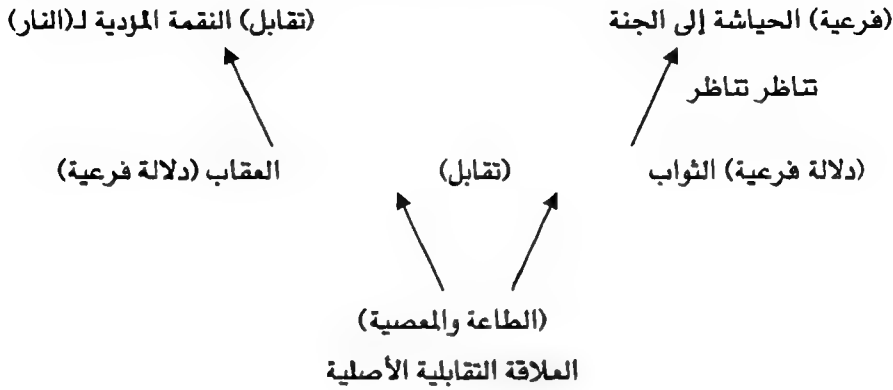 (فرعية) الحياشة إلى الجنة (تقابل) النقمة المؤدية لـ(النار)
تناظر تناظر
(دلالة فرعية) الثواب (تقابل) العقاب (دلالة فرعية)
(الطاعة والمعصية)
العلاقة التقابلية الأصلية